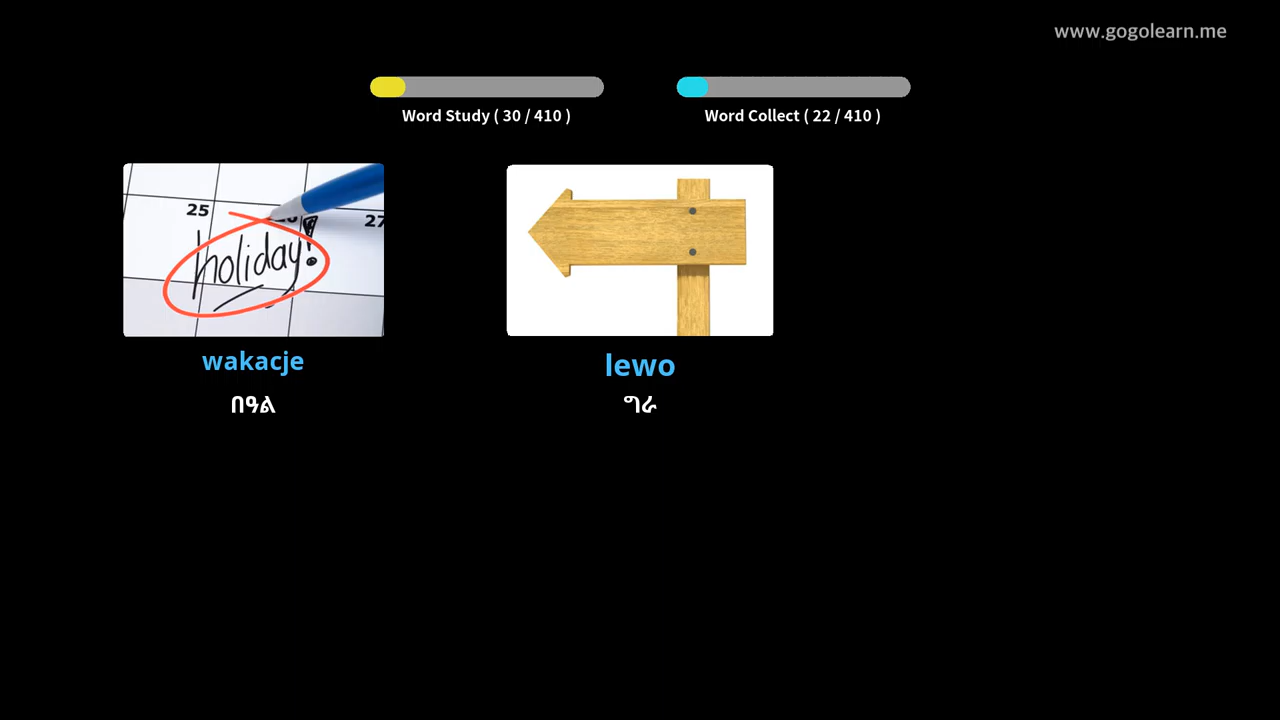 www.gogolearn.me
Word Study ( 30 / 410 )
Word Collect ( 22 / 410 )
25
27
holiday!
wakacje
lewo
በዓል
ግራ